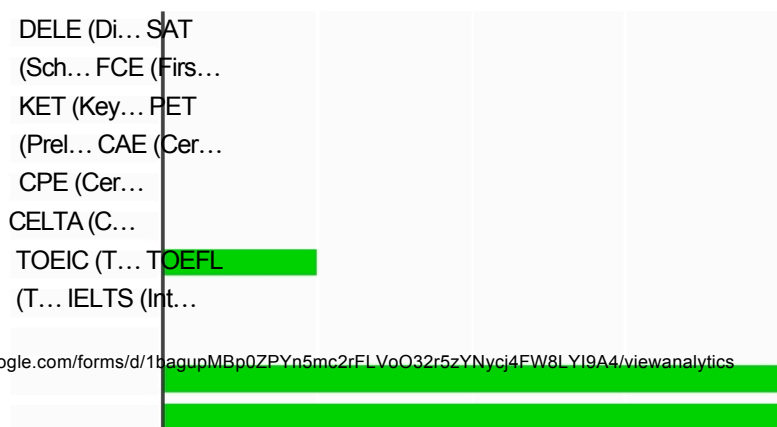 DELE (Di… SAT
(Sch… FCE (Firs…
KET (Key… PET
(Prel… CAE (Cer…
CPE (Cer…
CELTA (C…
TOEIC (T… TOEFL
(T… IELTS (Int…
ogle.com/forms/d/1bagupMBp0ZPYn5mc2rFLVoO32r5zYNycj4FW8LYI9A4/viewanalytics